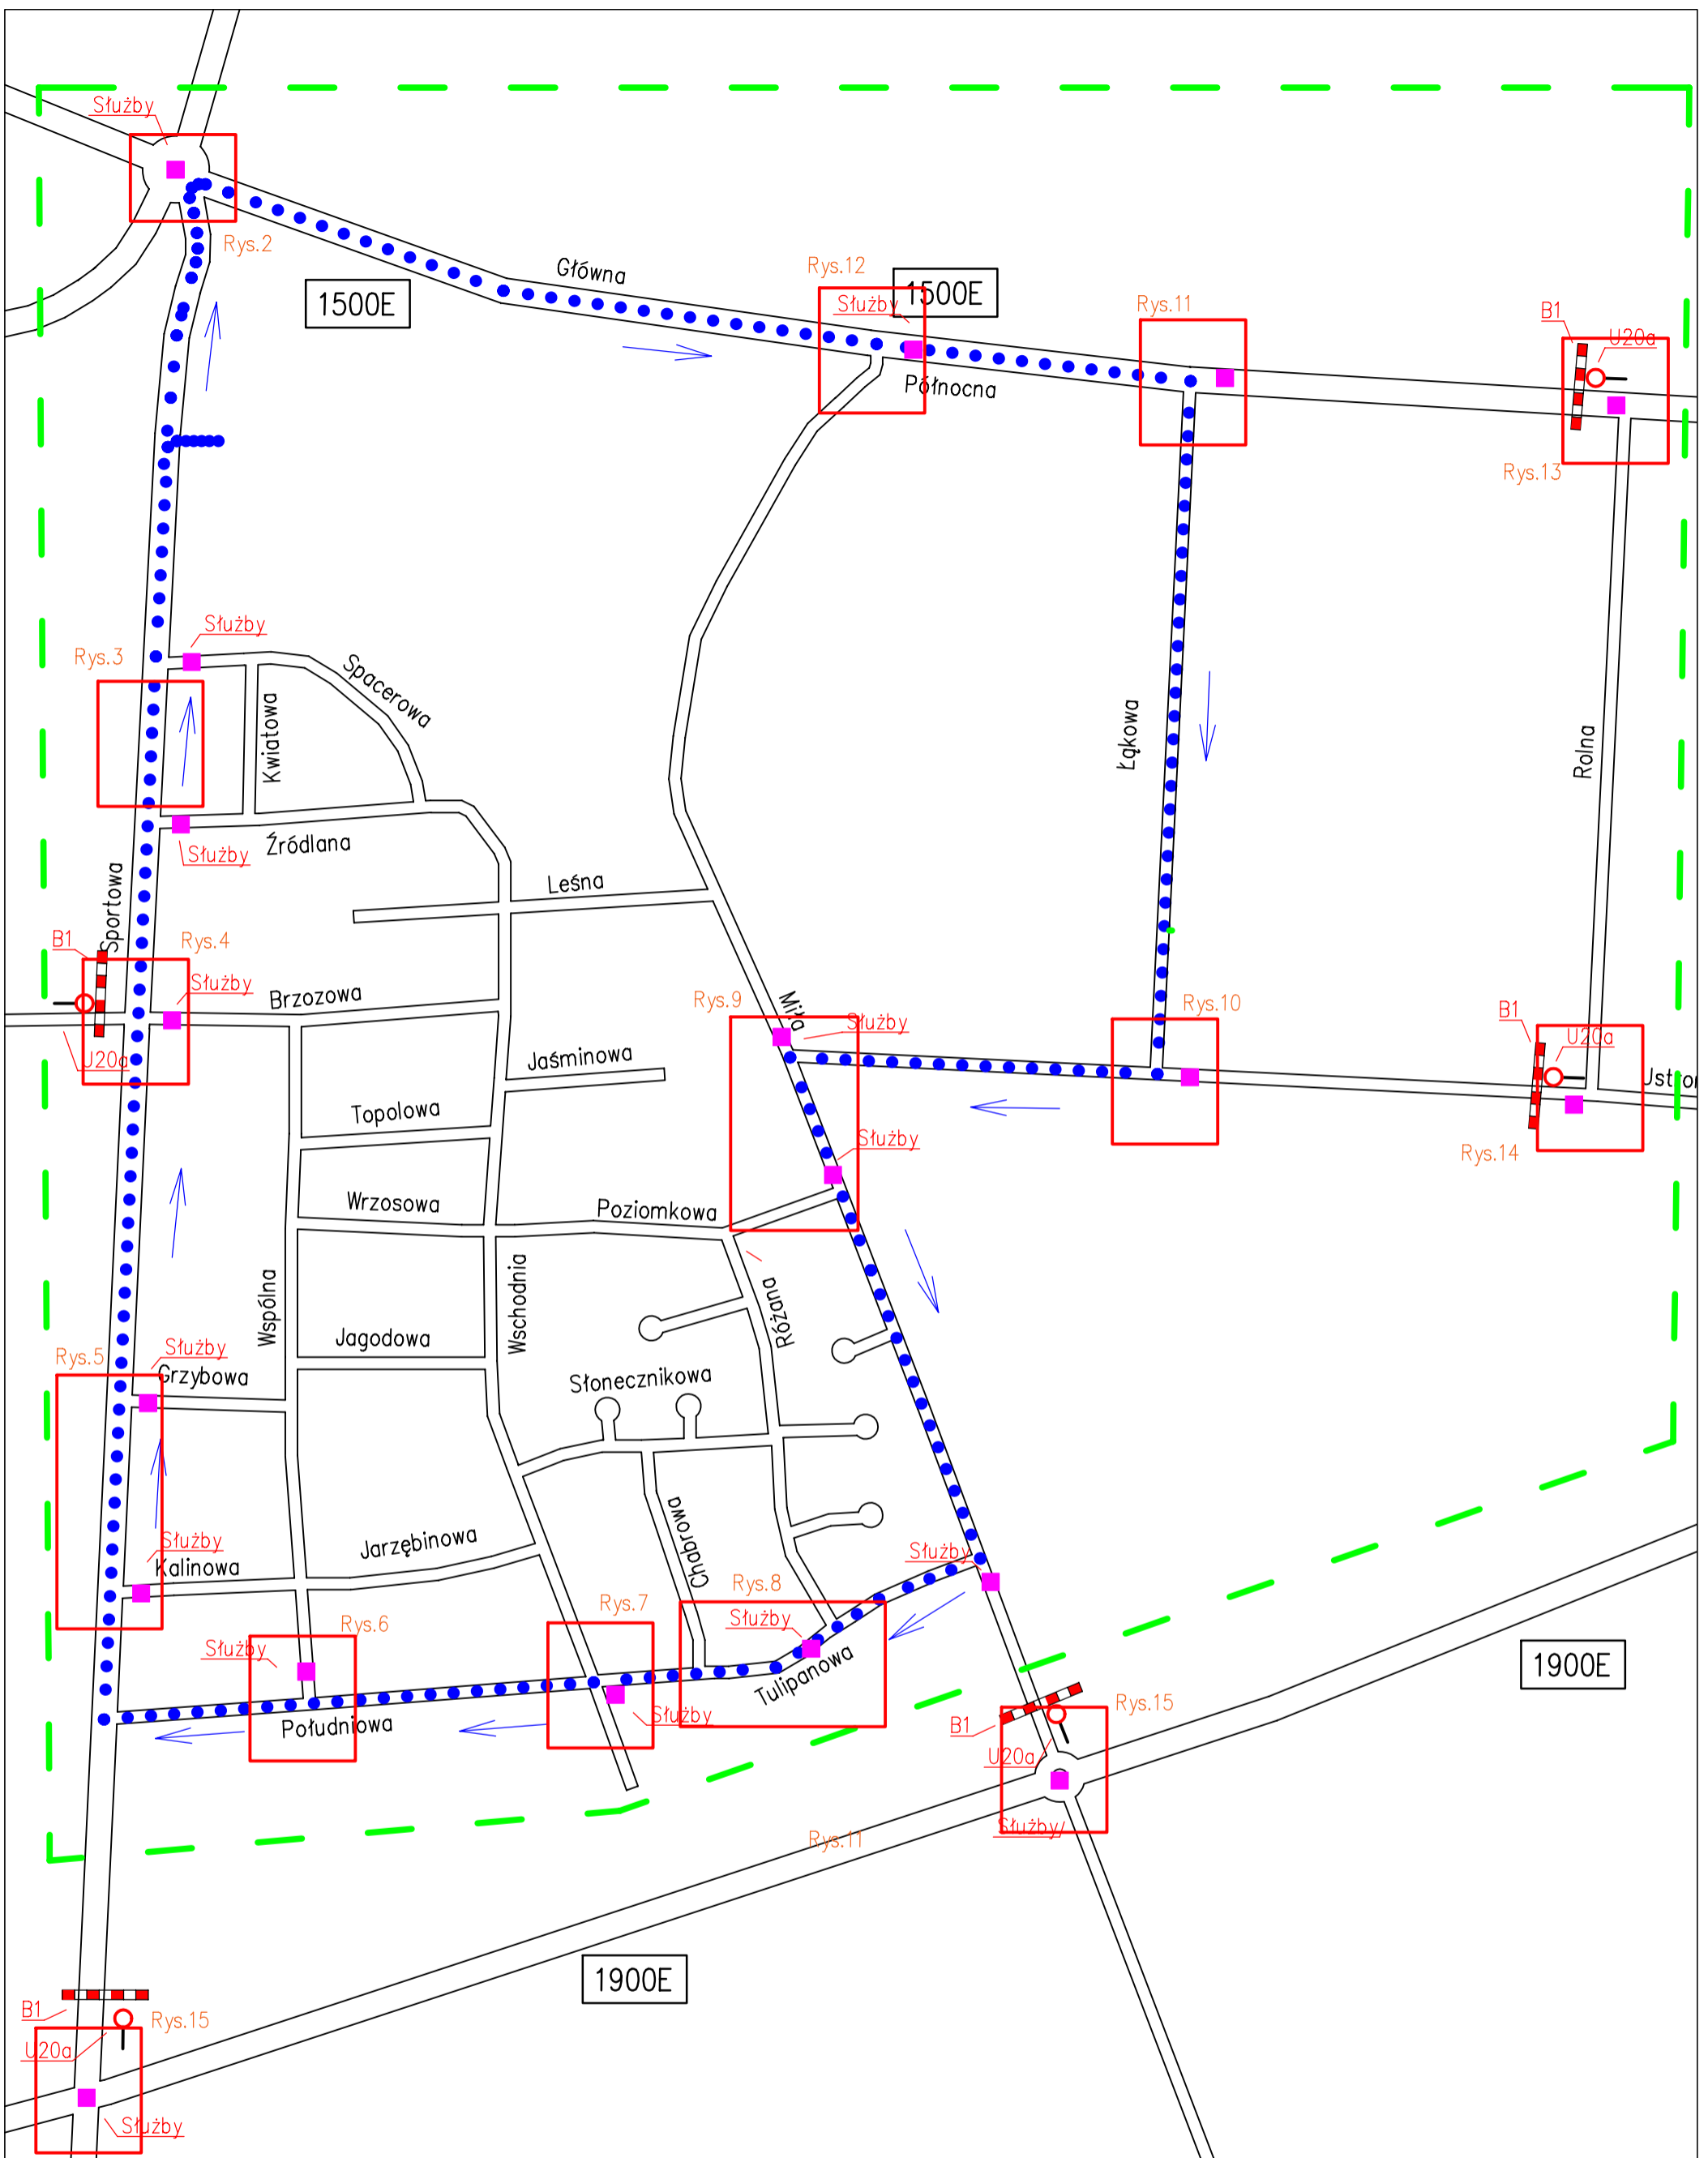 Służby
Rys.2
1500E
Główna
Rys.12
Służby
1500E
Północna
Rys.11
B1
U20a
Rys.13
Służby
Rys.3
Spacerowa
Kwiatowa
Źródlana
Służby
Łąkowa
Rolna
Leśna
Sportowa
B1
Rys.4
Służby
U20a
Brzozowa
Rys.9
Miła
Służby
Rys.10
B1
U20a
Rys.14
Jaśminowa
Topolowa
Służby
Wrzosowa
Poziomkowa
Wspólna
Wschodnia
Różana
Jagodowa
Rys.5
Służby
Grzybowa
Słonecznikowa
Służby
Kalinowa
Jarzębinowa
Chabrowa
Służby
Rys.8
Służby
Rys.7
Rys.6
Służby
Tulipanowa
Południowa
Służby
1900E
Rys.15
B1
U20a
Służby
Rys.11
1900E
B1
Rys.15
U20a
Służby